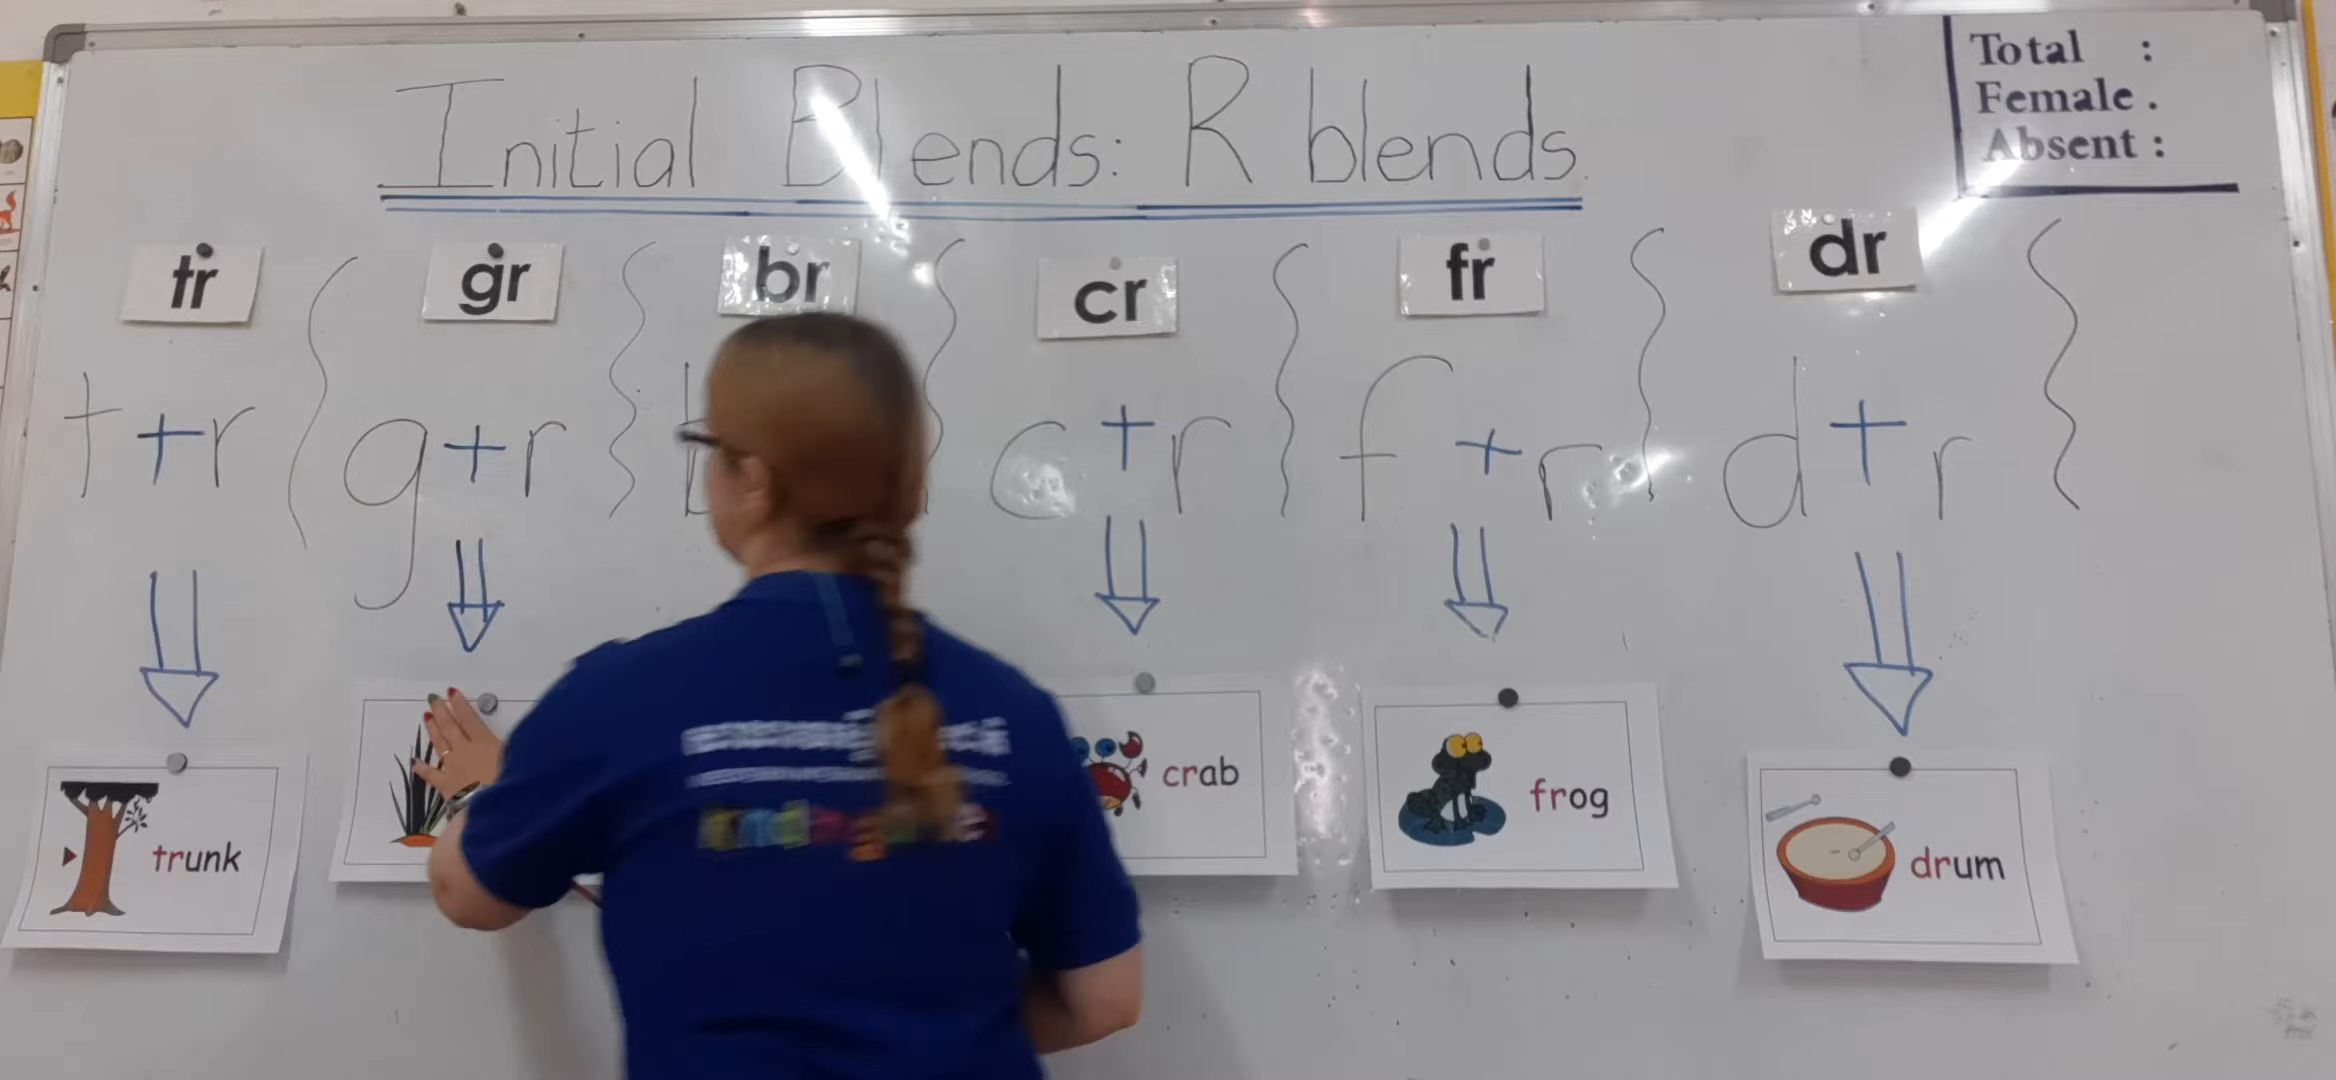 Initial Blends: R blends.
Total :
Female .
Absent :
tr gr br cr fr dr
t+r g+r c+r f+r d+r
trunk crab frog drum